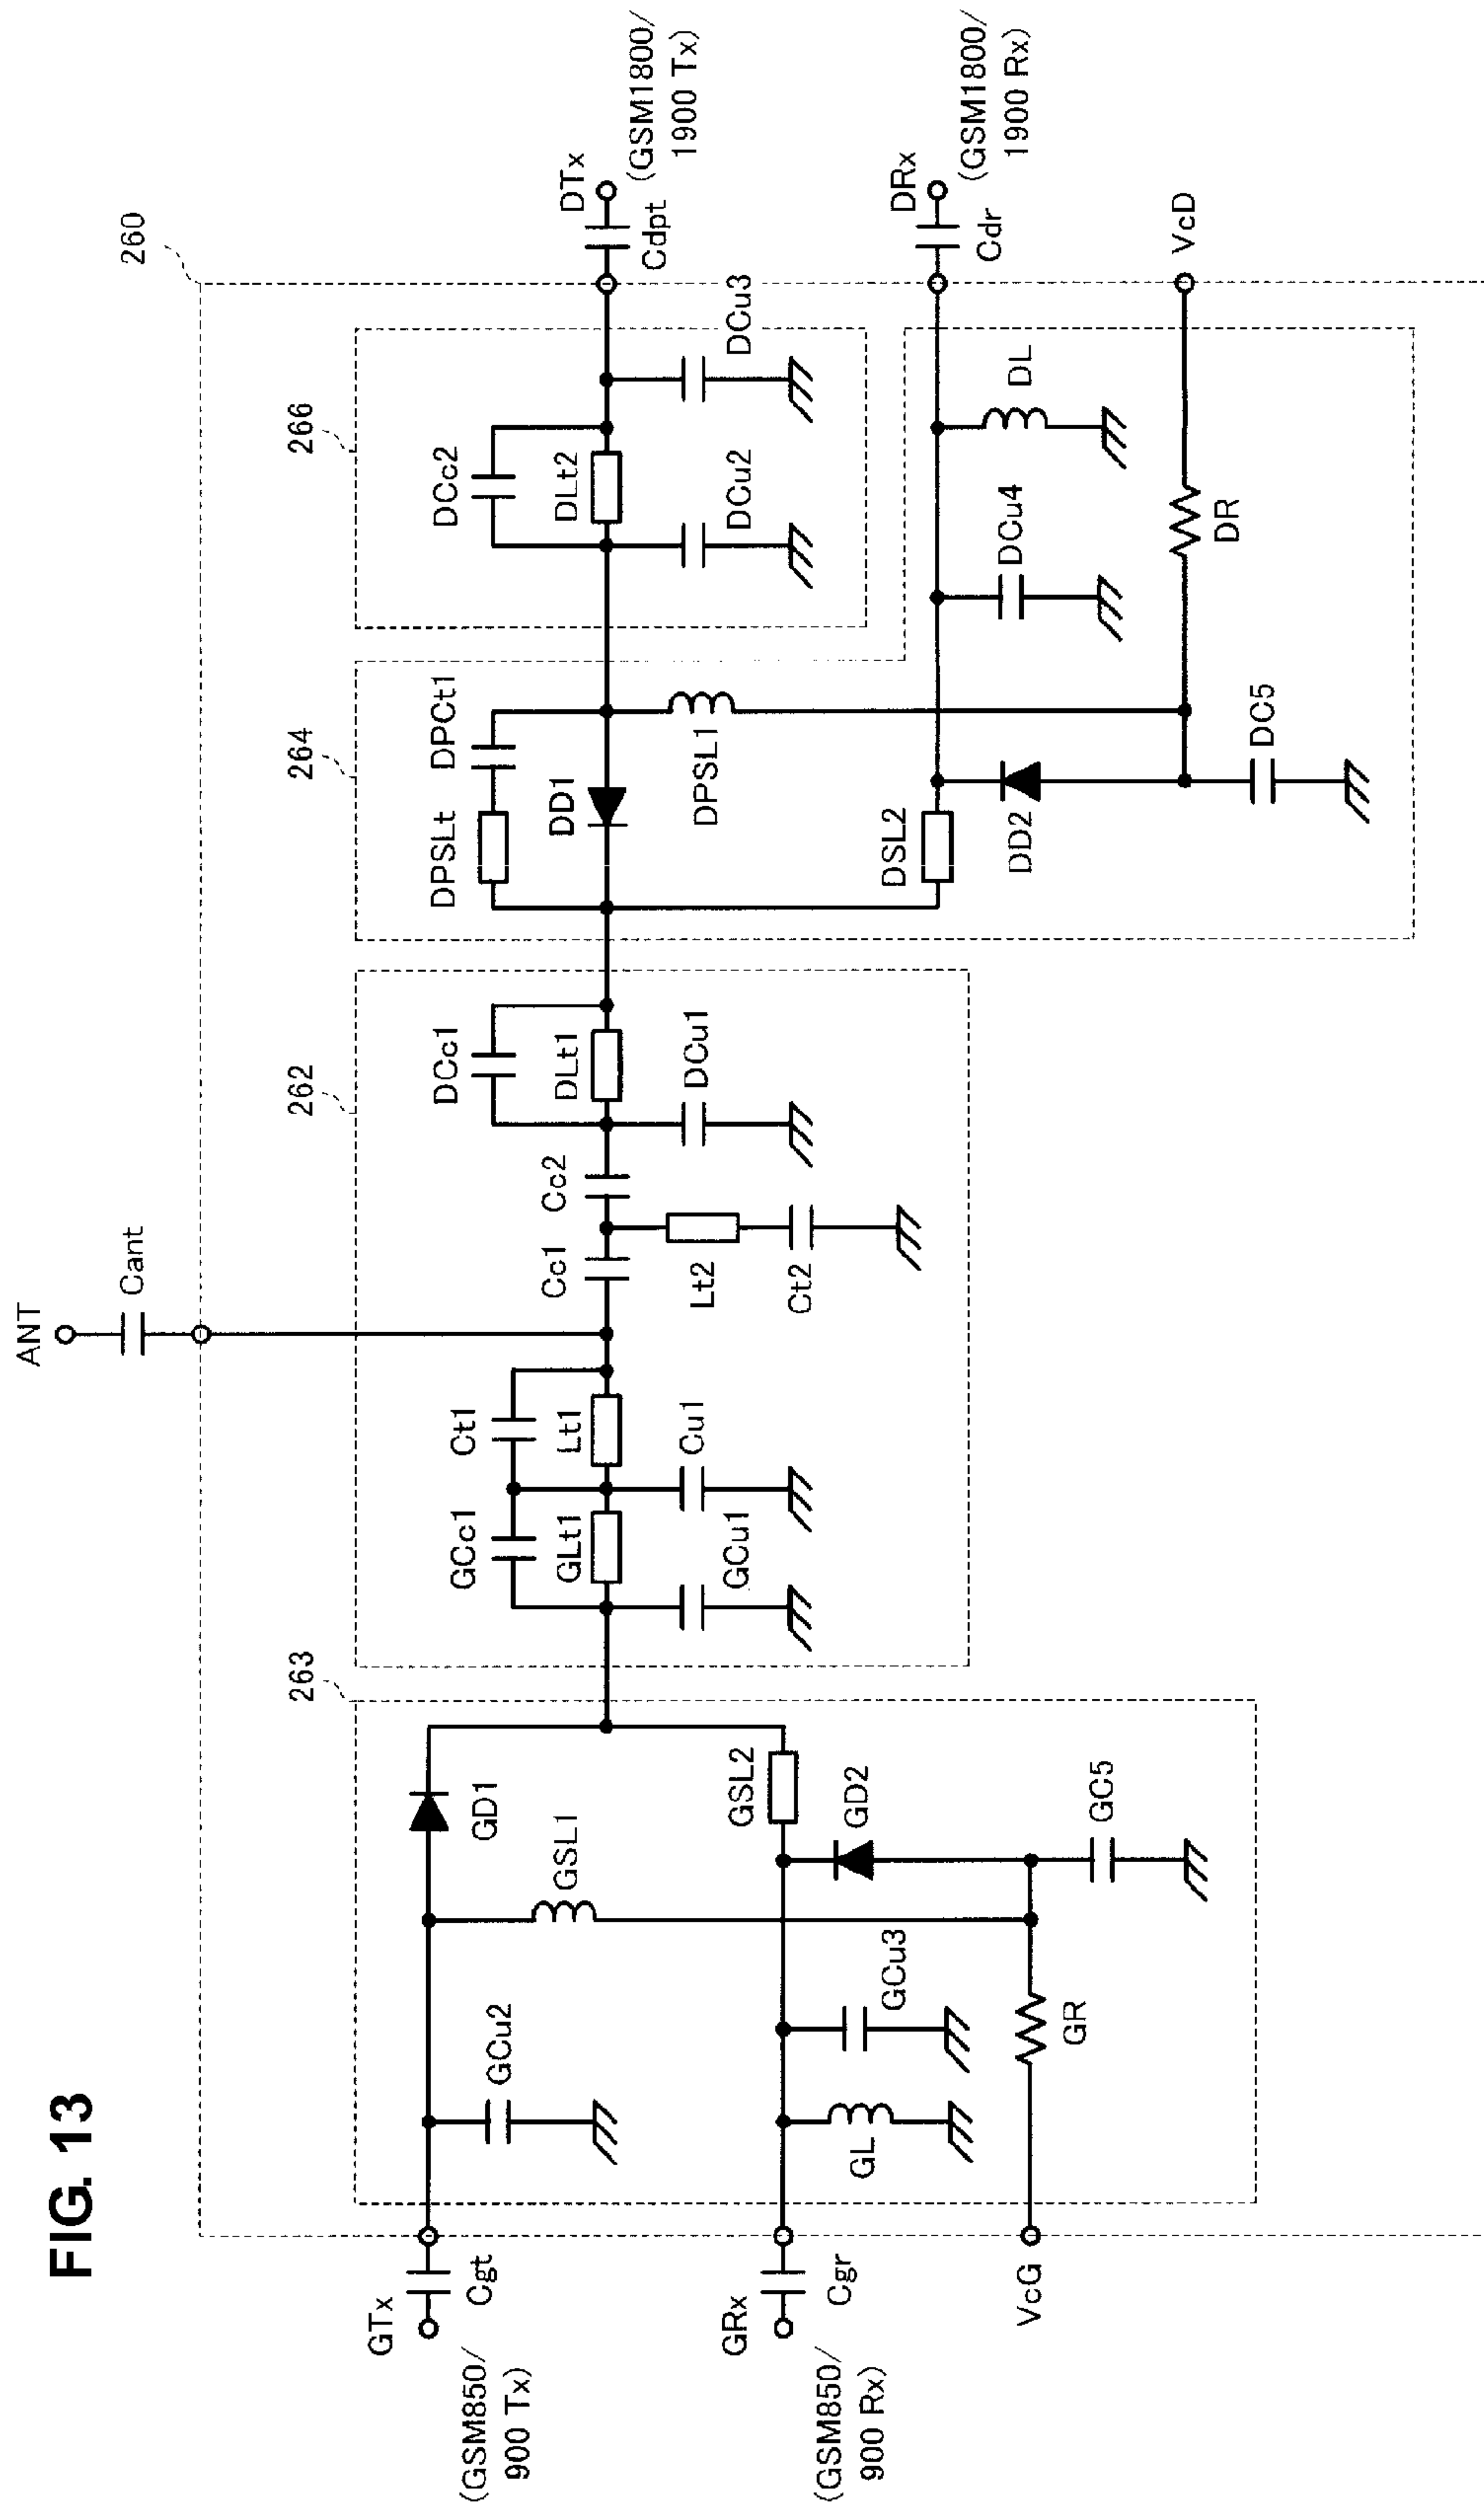 FIG. 13
ANT
Cant
260
263
262
264
266
GTx
(GSM850/
900 Tx)
Cgt
GCu2
GSL1
GD1
GRx
(GSM850/
900 Rx)
Cgr
GL
GCu3
GSL2
GD2
GC5
VcG
GR
GCc1
GLt1
GCu1
Ct1
Lt1
Cu1
Cc1
Cc2
Lt2
Ct2
DCc1
DLt1
DCu1
DPSLt
DPCt1
DD1
DPSL1
DSL2
DD2
DC5
DCc2
DLt2
DCu2
DCu3
DCu4
DL
DR
DTx
(GSM1800/
1900 Tx)
Cdpt
DRx
(GSM1800/
1900 Rx)
Cdr
VcD